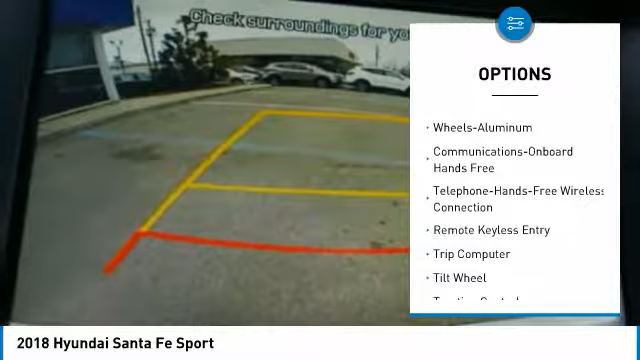 Check surroundings for
OPTIONS
Wheels-Aluminum
Communications-Onboard
Hands Free
Telephone-Hands-Free Wireless
Connection
Remote Keyless Entry
Trip Computer
Tilt Wheel
2018 Hyundai Santa Fe Sport